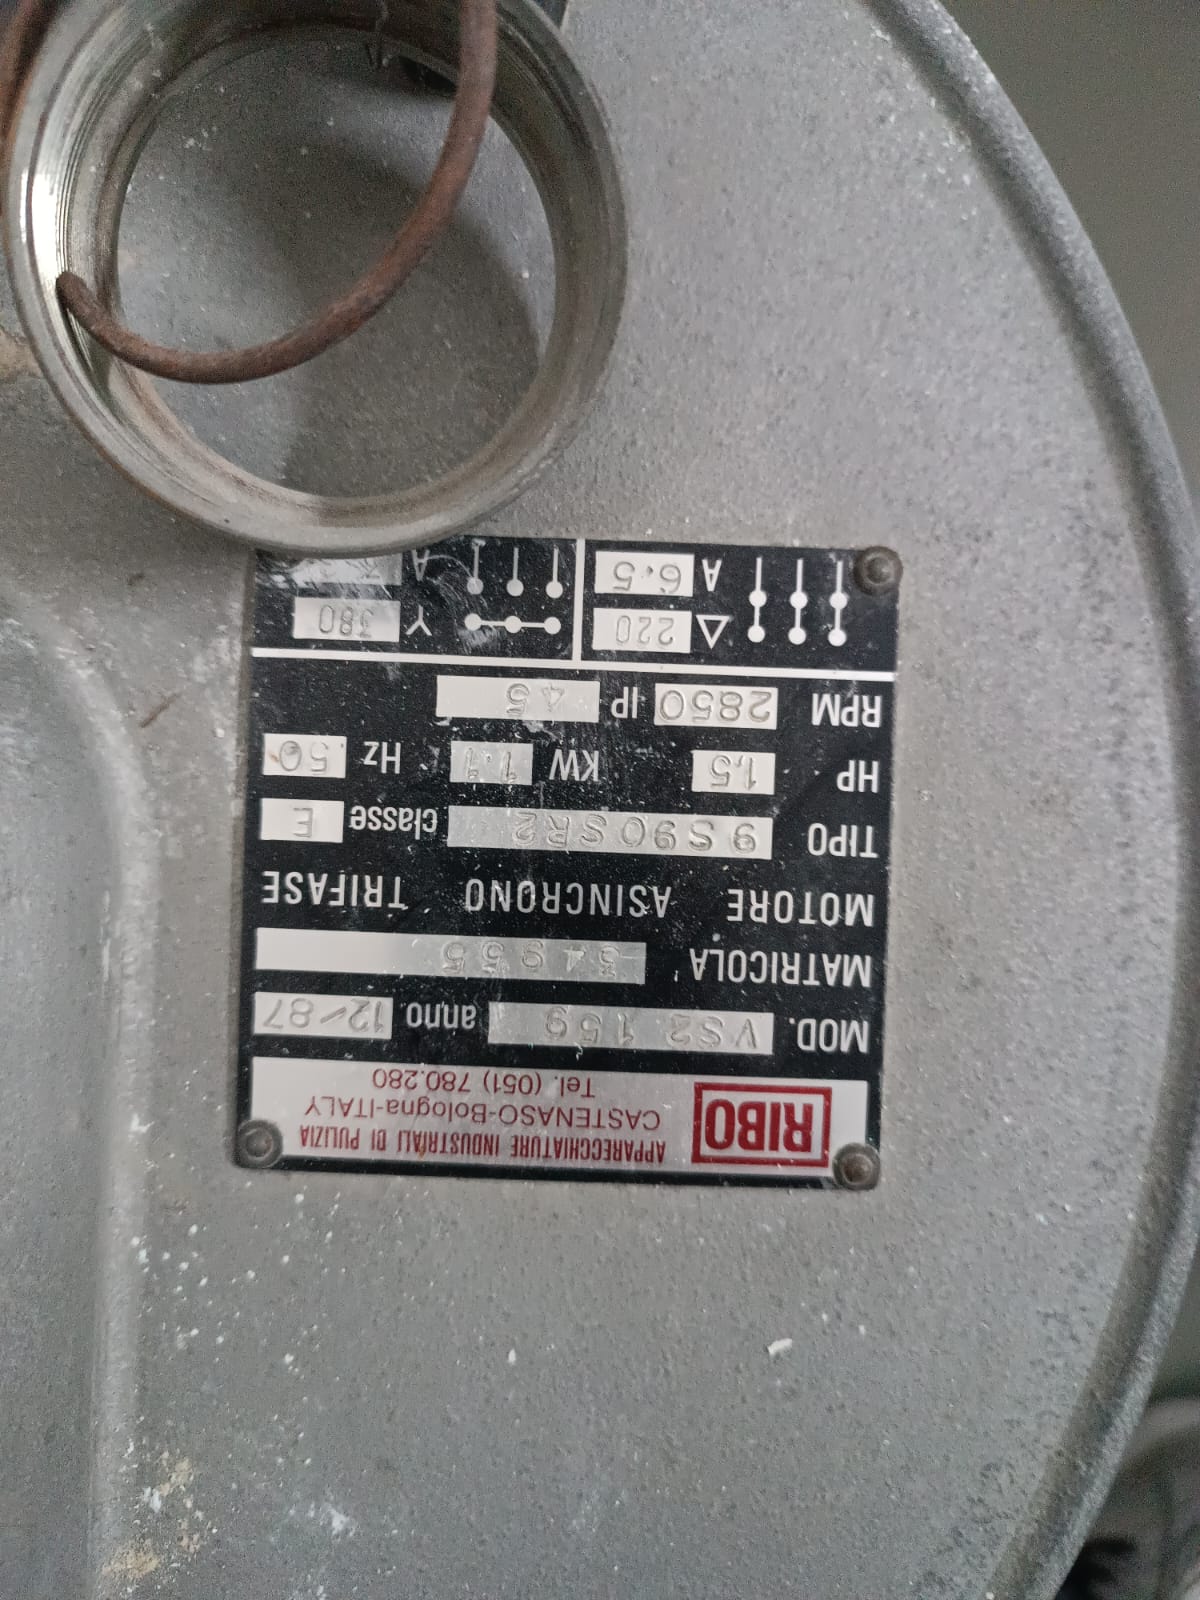 RIBO
APPARECCHIATURE INDUSTRIALI DI PULIZIA
CASTENASO-Bologna-ITALY
Tel. (051) 780.280
MOD. VS2 159 anno 12/87
MATRICOLA 34955
MOTORE ASINCRONO TRIFASE
TIPO 9S90SR2 classe E
HP 1,5 KW 1.1 Hz 50
RPM 2850 IP 45
△ 220 Y 380
A 6.5 A